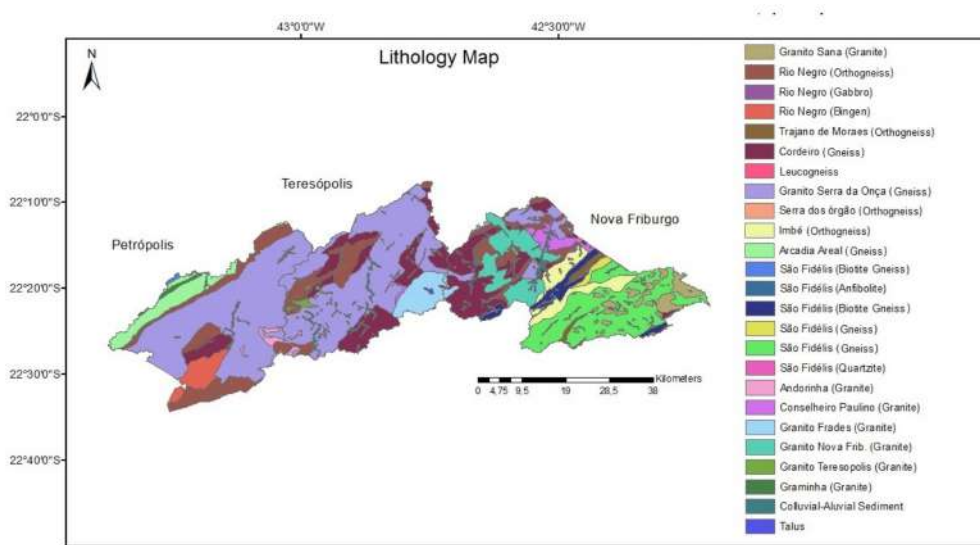 43°0'0"W
42°30'0"W
N
Lithology Map
22°0'0"S
22°10'0"S
22°20'0"S
22°30'0"S
22°40'0"S
Teresópolis
Petrópolis
Nova Friburgo
Kilometers
0 4,75 9,5 19 28,5 38
Granito Sana (Granite)
Rio Negro (Orthogneiss)
Rio Negro (Gabbro)
Rio Negro (Bingen)
Trajano de Moraes (Orthogneiss)
Cordeiro (Gneiss)
Leucogneiss
Granito Serra da Onça (Gneiss)
Serra dos órgão (Orthogneiss)
Imbé (Orthogneiss)
Arcadia Areal (Gneiss)
São Fidélis (Biotite Gneiss)
São Fidélis (Anfibolite)
São Fidélis (Biotite Gneiss)
São Fidélis (Gneiss)
São Fidélis (Gneiss)
São Fidélis (Quartzite)
Andorinha (Granite)
Conselheiro Paulino (Granite)
Granito Frades (Granite)
Granito Nova Frib. (Granite)
Granito Teresopolis (Granite)
Graminha (Granite)
Colluvial-Aluvial Sediment
Talus